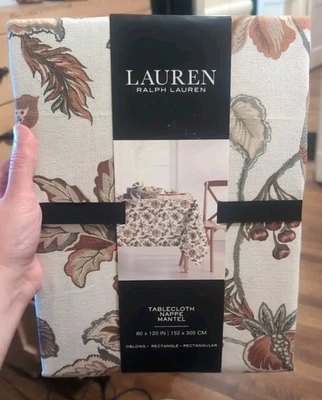 LAUREN
RALPH LAUREN
TABLECLOTH
NAPPE
MANTEL
60 x 120 IN | 152 x 305 CM
OBLONG • RECTANGLE • RECTANGULAR